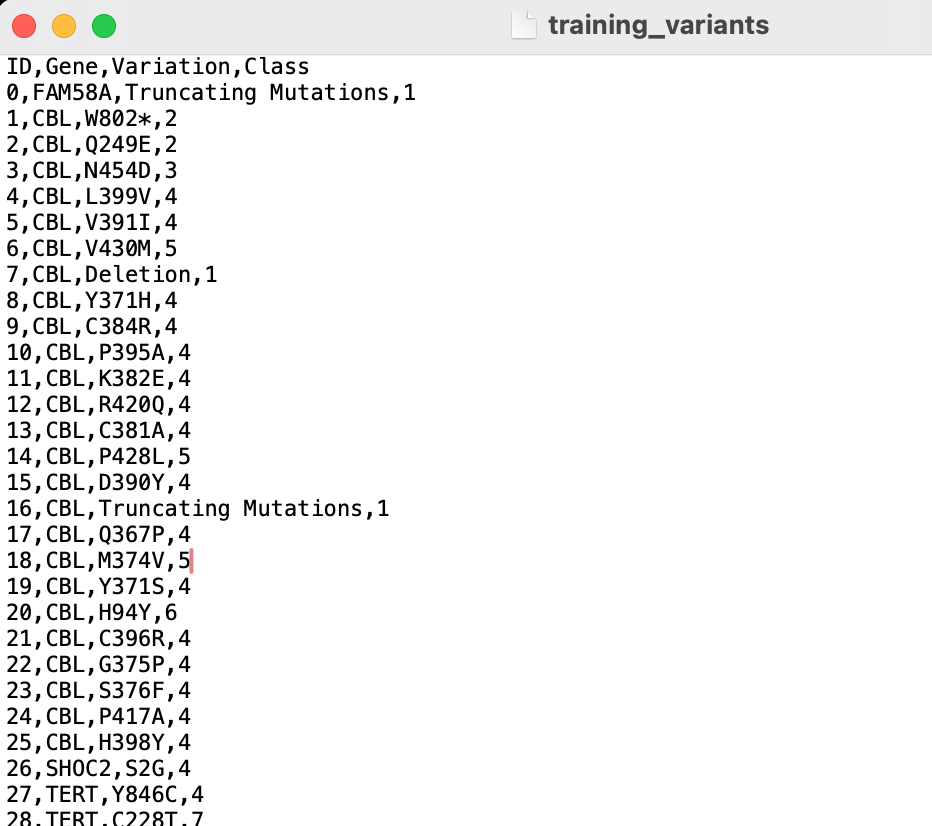 training_variants
ID,Gene,Variation,Class
0,FAM58A,Truncating Mutations,1
1,CBL,W802*,2
2,CBL,Q249E,2
3,CBL,N454D,3
4,CBL,L399V,4
5,CBL,V391I,4
6,CBL,V430M,5
7,CBL,Deletion,1
8,CBL,Y371H,4
9,CBL,C384R,4
10,CBL,P395A,4
11,CBL,K382E,4
12,CBL,R420Q,4
13,CBL,C381A,4
14,CBL,P428L,5
15,CBL,D390Y,4
16,CBL,Truncating Mutations,1
17,CBL,Q367P,4
18,CBL,M374V,5
19,CBL,Y371S,4
20,CBL,H94Y,6
21,CBL,C396R,4
22,CBL,G375P,4
23,CBL,S376F,4
24,CBL,P417A,4
25,CBL,H398Y,4
26,SHOC2,S2G,4
27,TERT,Y846C,4
28,TERT,C228T,7